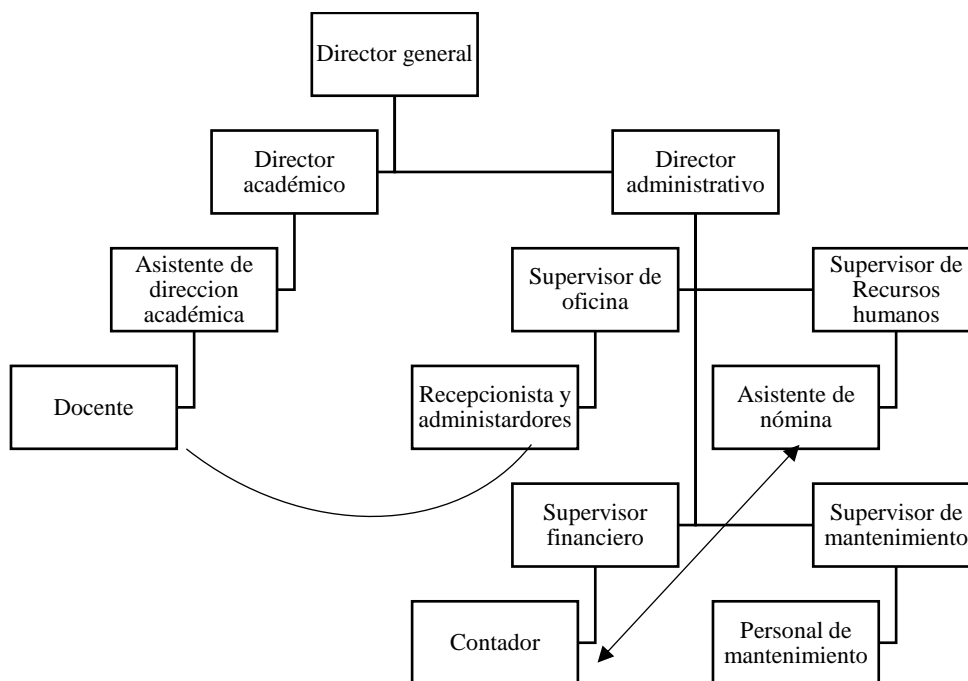 Director general
Director
académico
Director
administrativo
Asistente de
direccion
académica
Supervisor de
oficina
Supervisor de
Recursos
humanos
Docente
Recepcionista y
administardores
Asistente de
nómina
Supervisor
financiero
Supervisor de
mantenimiento
Contador
Personal de
mantenimiento